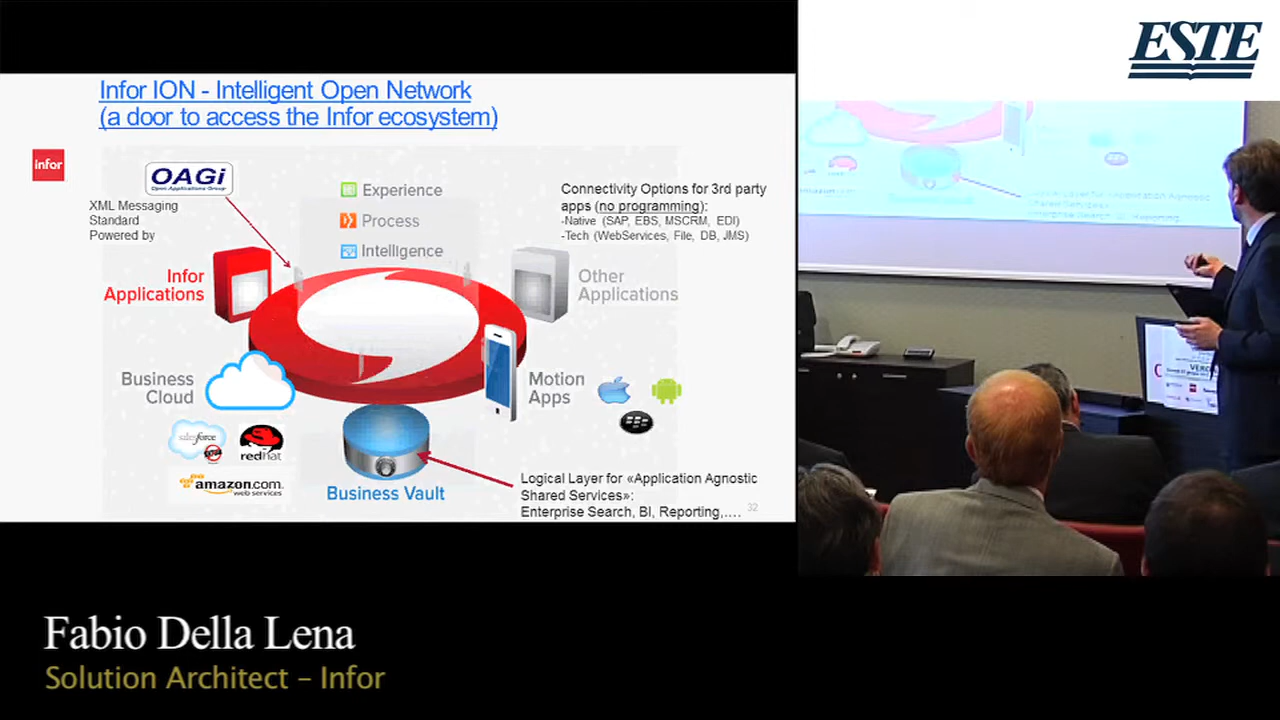 Infor ION - Intelligent Open Network
(a door to access the Infor ecosystem)
infor
OAGi
Open Applications Group
XML Messaging
Standard
Powered by
Experience
Process
Intelligence
Connectivity Options for 3rd party
apps (no programming):
-Native (SAP, EBS, MSCRM, EDI)
-Tech (WebServices, File, DB, JMS)
Infor
Applications
Other
Applications
Business
Cloud
Motion
Apps
salesforce
redhat
amazon.com
web services
Business Vault
Logical Layer for «Application Agnostic
Shared Services»:
Enterprise Search, BI, Reporting,….
32
ESTE
Fabio Della Lena
Solution Architect – Infor